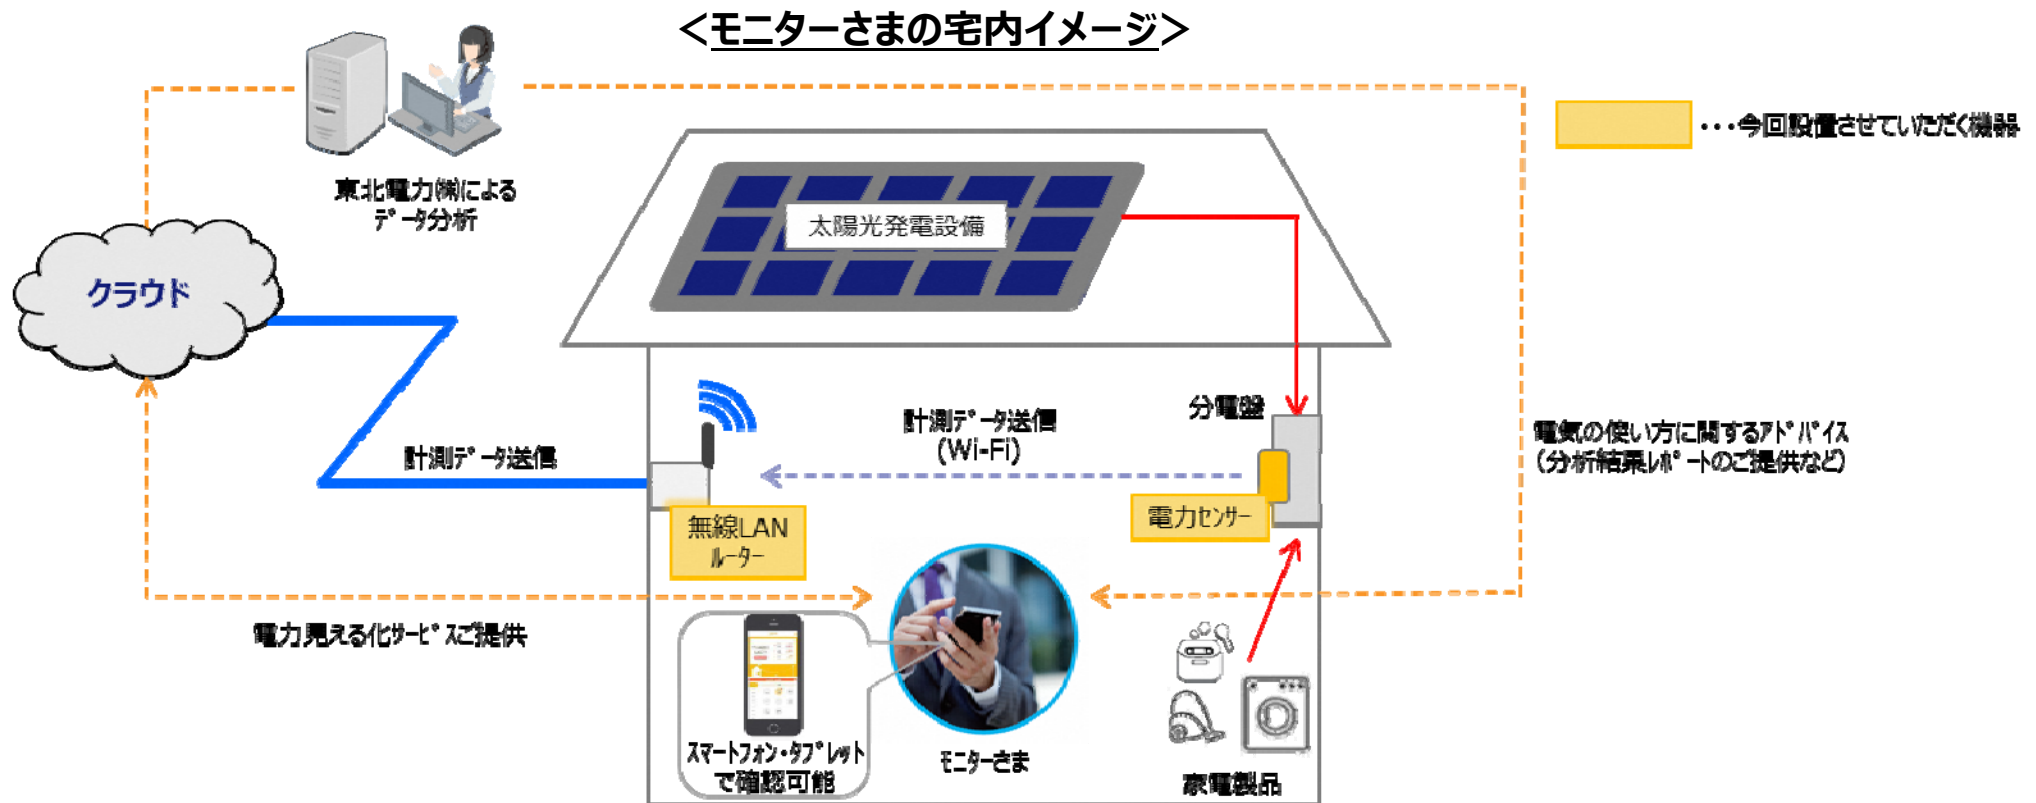 ＜モニターさまの宅内イメージ＞
東北電力㈱による
データ分析
・・・今回設置させていただく機器
太陽光発電設備
クラウド
分電盤
計測データ送信
(Wi-Fi)
計測データ送信
電気の使い方に関するアドバイス
（分析結果レポートのご提供など）
無線LAN
ルーター
電力センサー
電力見える化サービスご提供
スマートフォン・タブレット
で確認可能
モニターさま
家電製品